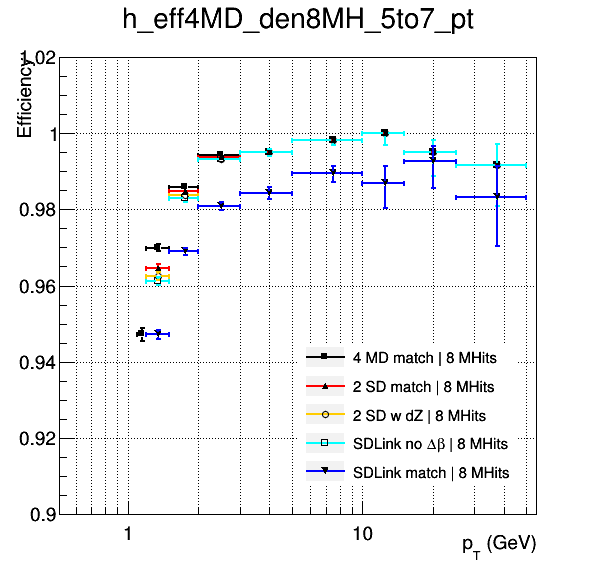 h_eff4MD_den8MH_5to7_pt
Efficiency
1.02
1
0.98
0.96
0.94
0.92
0.9
4 MD match | 8 MHits
2 SD match | 8 MHits
2 SD w dZ | 8 MHits
SDLink no Δβ | 8 MHits
SDLink match | 8 MHits
1
10
p_T (GeV)